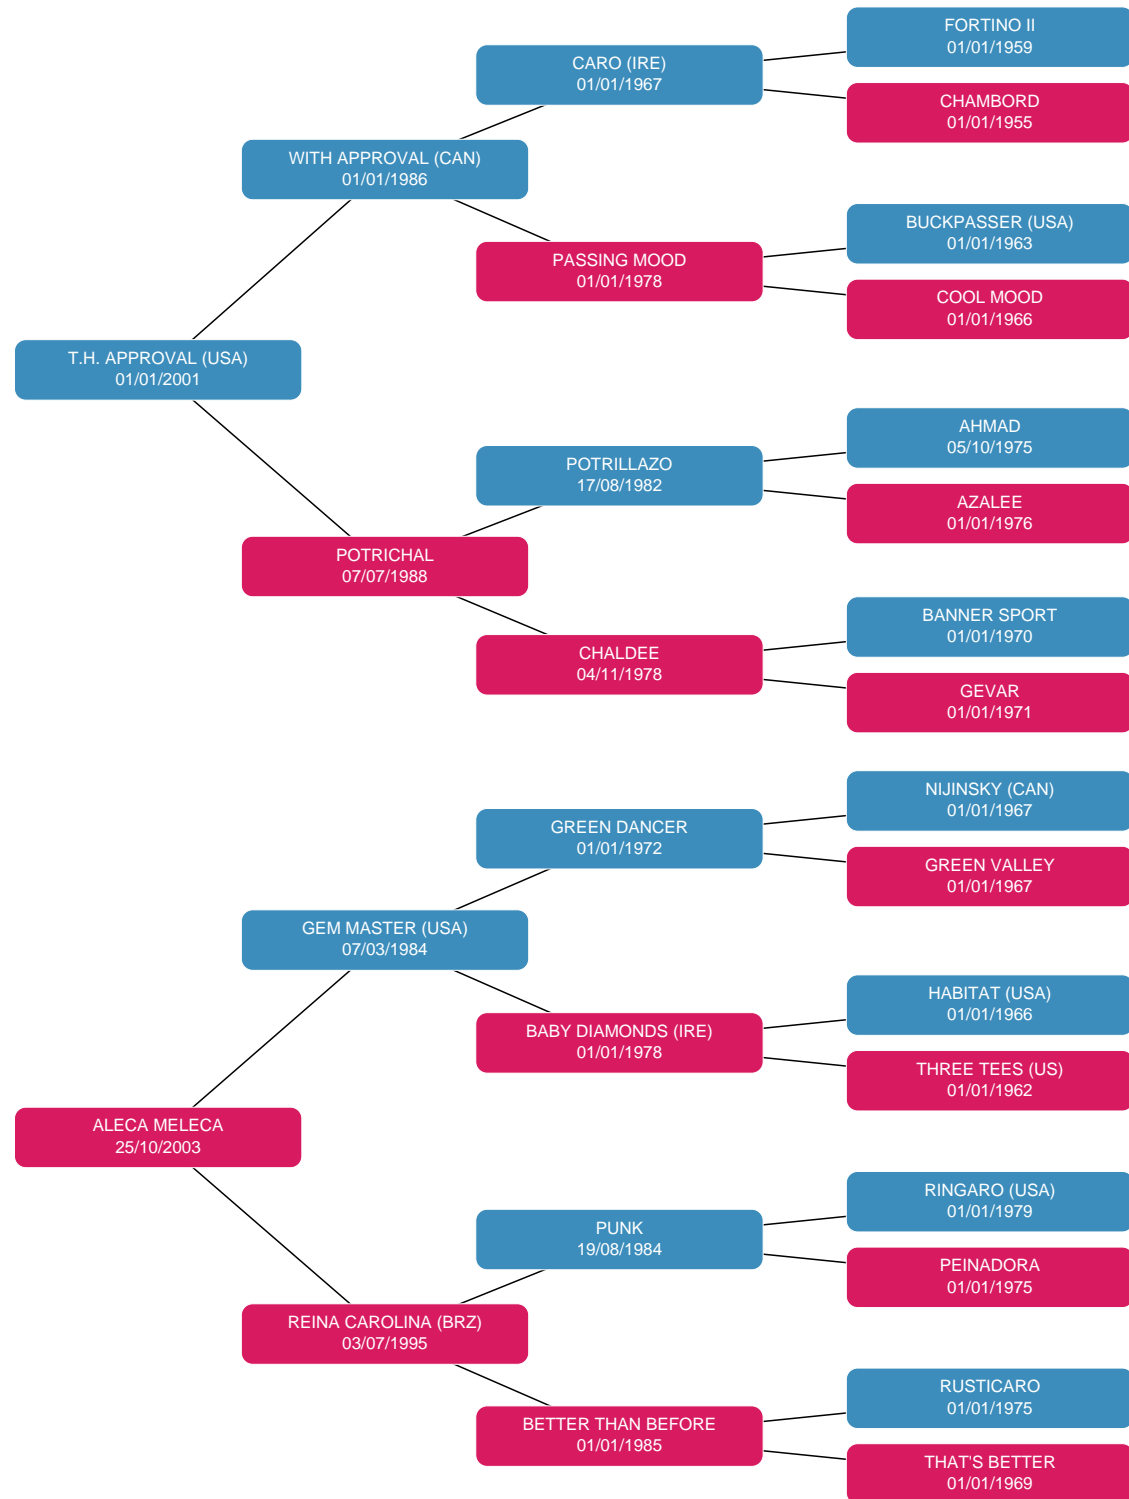 FORTINO II
01/01/1959
CARO (IRE)
01/01/1967
CHAMBORD
01/01/1955
WITH APPROVAL (CAN)
01/01/1986
BUCKPASSER (USA)
01/01/1963
PASSING MOOD
01/01/1978
COOL MOOD
01/01/1966
T.H. APPROVAL (USA)
01/01/2001
AHMAD
05/10/1975
POTRILLAZO
17/08/1982
AZALEE
01/01/1976
POTRICHAL
07/07/1988
BANNER SPORT
01/01/1970
CHALDEE
04/11/1978
GEVAR
01/01/1971
NIJINSKY (CAN)
01/01/1967
GREEN DANCER
01/01/1972
GREEN VALLEY
01/01/1967
GEM MASTER (USA)
07/03/1984
HABITAT (USA)
01/01/1966
BABY DIAMONDS (IRE)
01/01/1978
THREE TEES (US)
01/01/1962
ALECA MELECA
25/10/2003
RINGARO (USA)
01/01/1979
PUNK
19/08/1984
PEINADORA
01/01/1975
REINA CAROLINA (BRZ)
03/07/1995
RUSTICARO
01/01/1975
BETTER THAN BEFORE
01/01/1985
THAT'S BETTER
01/01/1969